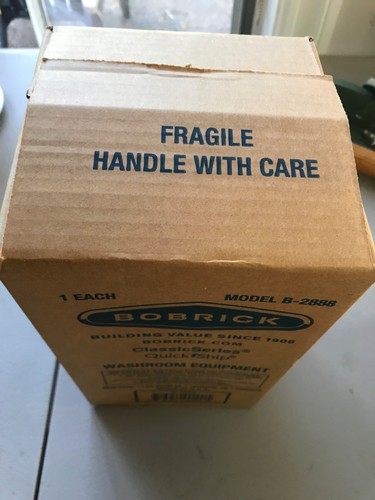 FRAGILE
HANDLE WITH CARE
1 EACH MODEL B-2888
BOBRICK
BUILDING VALUE SINCE 1906
BOBRICK.COM
ClassicSeries®
QuickShip®
WASHROOM EQUIPMENT